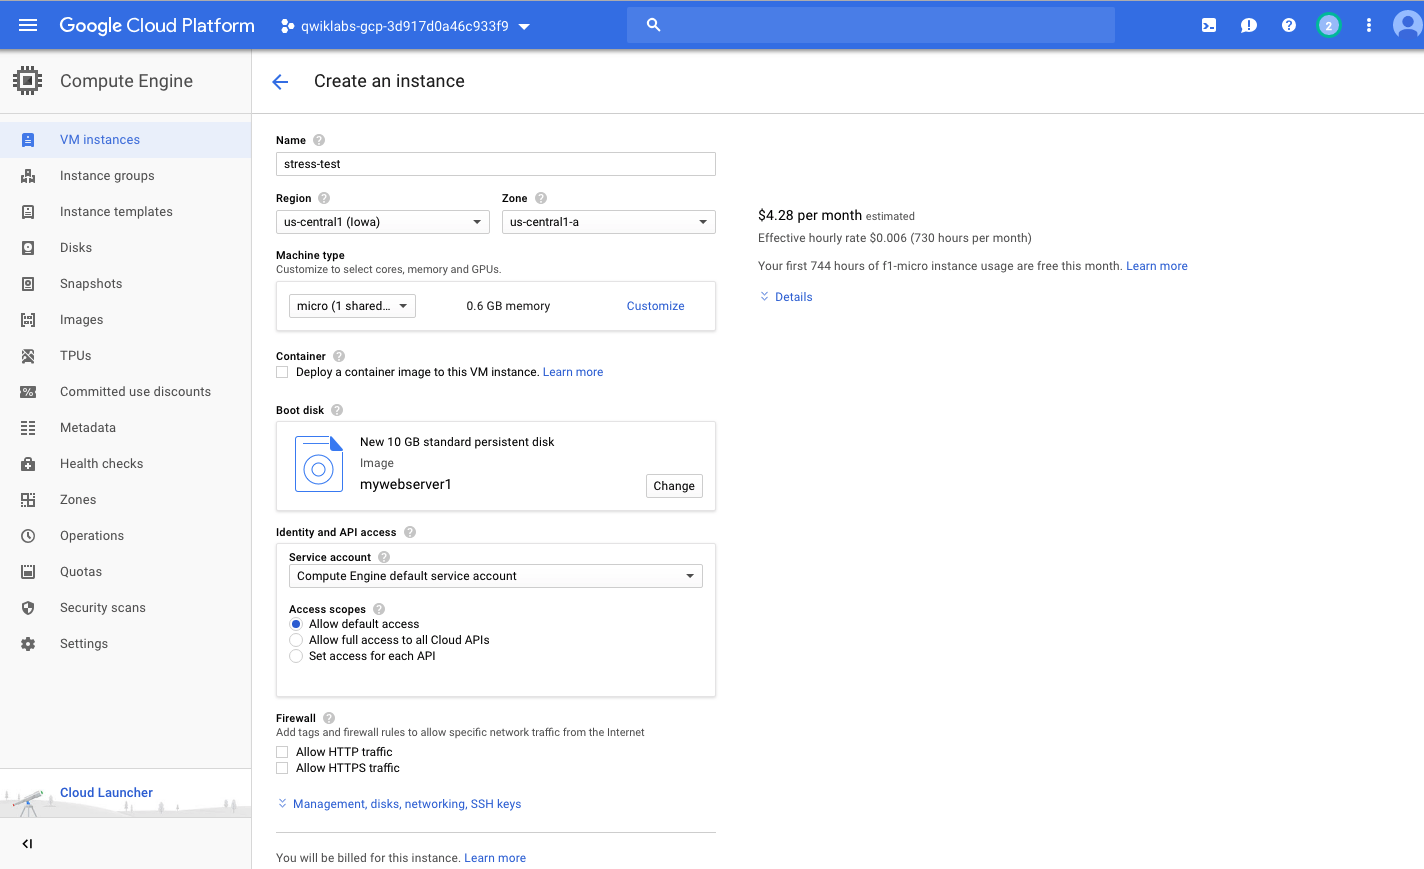 Google Cloud Platform
qwiklabs-gcp-3d917d0a46c933f9
2
Compute Engine
Create an instance
VM instances
Instance groups
Instance templates
Disks
Snapshots
Images
TPUs
Committed use discounts
Metadata
Health checks
Zones
Operations
Quotas
Security scans
Settings
Cloud Launcher
Name
stress-test
Region
Zone
us-central1 (Iowa)
us-central1-a
Machine type
Customize to select cores, memory and GPUs.
micro (1 shared...
0.6 GB memory
Customize
Container
Deploy a container image to this VM instance. Learn more
Boot disk
New 10 GB standard persistent disk
Image
mywebserver1
Change
Identity and API access
Service account
Compute Engine default service account
Access scopes
Allow default access
Allow full access to all Cloud APIs
Set access for each API
Firewall
Add tags and firewall rules to allow specific network traffic from the Internet
Allow HTTP traffic
Allow HTTPS traffic
Management, disks, networking, SSH keys
You will be billed for this instance. Learn more
$4.28 per month estimated
Effective hourly rate $0.006 (730 hours per month)
Your first 744 hours of f1-micro instance usage are free this month. Learn more
Details